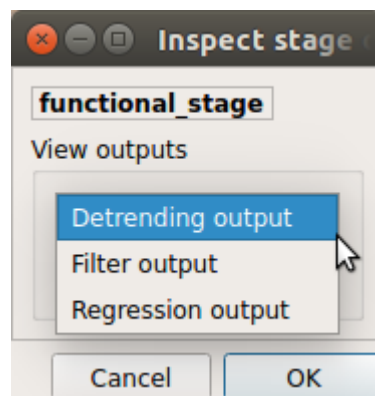 Inspect stage
functional_stage
View outputs
Detrending output
Filter output
Regression output
Cancel
OK